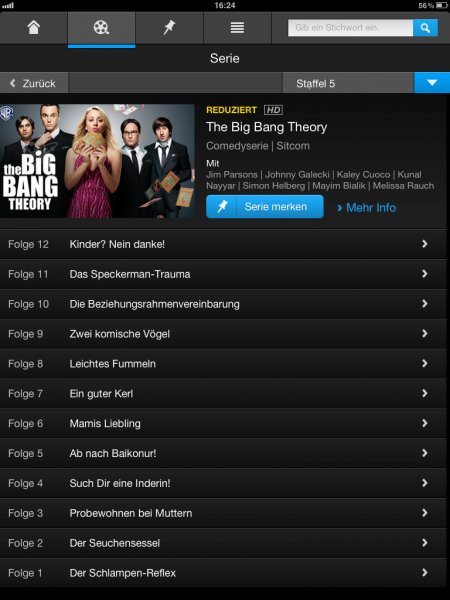 16:24
56%
Gib ein Stichwort ein.
Serie
Zurück
Staffel 5
WB
the BIG
BANG
THEORY
REDUZIERT HD
The Big Bang Theory
Comedyserie | Sitcom
Mit
Jim Parsons | Johnny Galecki | Kaley Cuoco | Kunal
Nayyar | Simon Helberg | Mayim Bialik | Melissa Rauch
Serie merken
Mehr Info
Folge 12 Kinder? Nein danke!
Folge 11 Das Speckerman-Trauma
Folge 10 Die Beziehungsrahmenvereinbarung
Folge 9 Zwei komische Vögel
Folge 8 Leichtes Fummeln
Folge 7 Ein guter Kerl
Folge 6 Mamis Liebling
Folge 5 Ab nach Baikonur!
Folge 4 Such Dir eine Inderin!
Folge 3 Probewohnen bei Muttern
Folge 2 Der Seuchensessel
Folge 1 Der Schlampen-Reflex